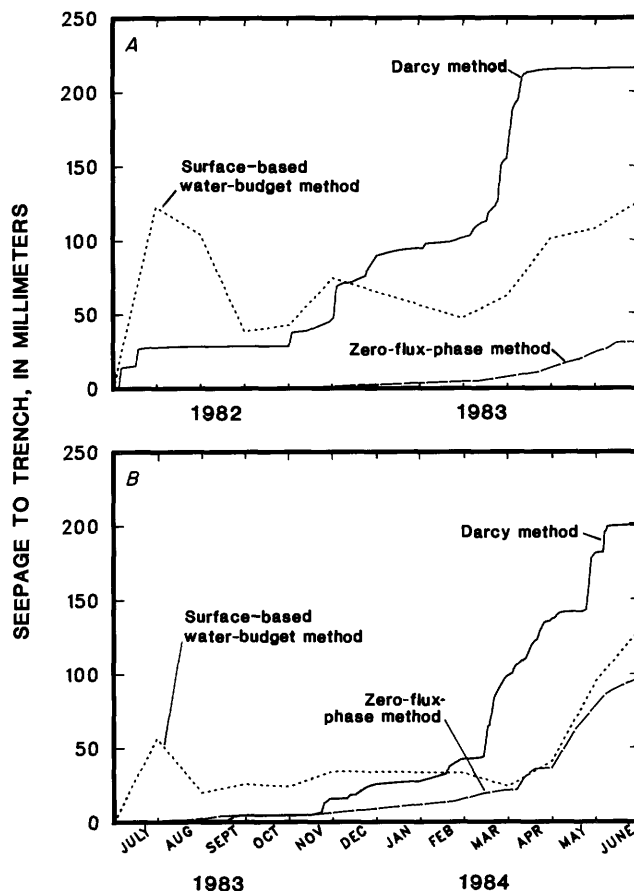 SEEPAGE TO TRENCH, IN MILLIMETERS
250
200
150
100
50
0
A
Darcy method
Surface-based
water-budget method
Zero-flux-phase method
1982
1983
250
200
150
100
50
0
B
Darcy method
Surface-based
water-budget method
Zero-flux-
phase method
JULY AUG SEPT OCT NOV DEC JAN FEB MAR APR MAY JUNE
1983
1984